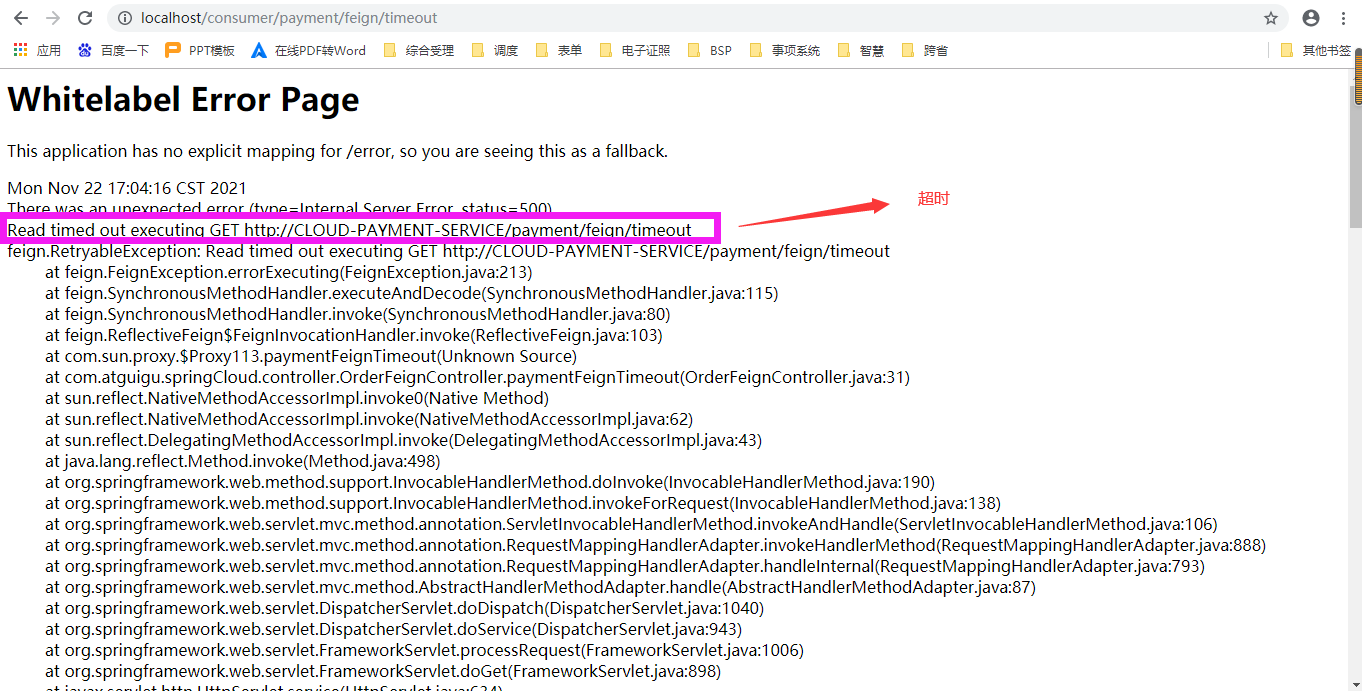 localhost/consumer/payment/feign/timeout
应用 百度一下 PPT模板 在线PDF转Word 综合受理 调度 表单 电子证照 BSP 事项系统 智慧 跨省 其他书签
Whitelabel Error Page
This application has no explicit mapping for /error, so you are seeing this as a fallback.
Mon Nov 22 17:04:16 CST 2021
There was an unexpected error (type=Internal Server Error, status=500).
Read timed out executing GET http://CLOUD-PAYMENT-SERVICE/payment/feign/timeout
超时
feign.RetryableException: Read timed out executing GET http://CLOUD-PAYMENT-SERVICE/payment/feign/timeout
at feign.FeignException.errorExecuting(FeignException.java:213)
at feign.SynchronousMethodHandler.executeAndDecode(SynchronousMethodHandler.java:115)
at feign.SynchronousMethodHandler.invoke(SynchronousMethodHandler.java:80)
at feign.ReflectiveFeign$FeignInvocationHandler.invoke(ReflectiveFeign.java:103)
at com.sun.proxy.$Proxy113.paymentFeignTimeout(Unknown Source)
at com.atguigu.springCloud.controller.OrderFeignController.paymentFeignTimeout(OrderFeignController.java:31)
at sun.reflect.NativeMethodAccessorImpl.invoke0(Native Method)
at sun.reflect.NativeMethodAccessorImpl.invoke(NativeMethodAccessorImpl.java:62)
at sun.reflect.DelegatingMethodAccessorImpl.invoke(DelegatingMethodAccessorImpl.java:43)
at java.lang.reflect.Method.invoke(Method.java:498)
at org.springframework.web.method.support.InvocableHandlerMethod.doInvoke(InvocableHandlerMethod.java:190)
at org.springframework.web.method.support.InvocableHandlerMethod.invokeForRequest(InvocableHandlerMethod.java:138)
at org.springframework.web.servlet.mvc.method.annotation.ServletInvocableHandlerMethod.invokeAndHandle(ServletInvocableHandlerMethod.java:106)
at org.springframework.web.servlet.mvc.method.annotation.RequestMappingHandlerAdapter.invokeHandlerMethod(RequestMappingHandlerAdapter.java:888)
at org.springframework.web.servlet.mvc.method.annotation.RequestMappingHandlerAdapter.handleInternal(RequestMappingHandlerAdapter.java:793)
at org.springframework.web.servlet.mvc.method.AbstractHandlerMethodAdapter.handle(AbstractHandlerMethodAdapter.java:87)
at org.springframework.web.servlet.DispatcherServlet.doDispatch(DispatcherServlet.java:1040)
at org.springframework.web.servlet.DispatcherServlet.doService(DispatcherServlet.java:943)
at org.springframework.web.servlet.FrameworkServlet.processRequest(FrameworkServlet.java:1006)
at org.springframework.web.servlet.FrameworkServlet.doGet(FrameworkServlet.java:898)
at javax.servlet.http.HttpServlet.service(HttpServlet.java:634)